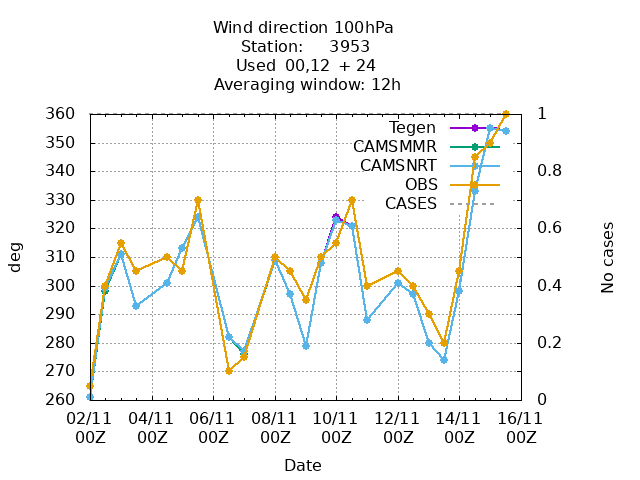 Wind direction 100hPa
Station:     3953
Used  00,12  + 24
Averaging window: 12h
360
350
340
330
320
310
300
290
280
270
260
deg
1
0.8
0.6
0.4
0.2
0
No cases
Tegen
CAMSMMR
CAMSNRT
OBS
CASES
02/11 04/11 06/11 08/11 10/11 12/11 14/11 16/11
00Z 00Z 00Z 00Z 00Z 00Z 00Z 00Z
Date